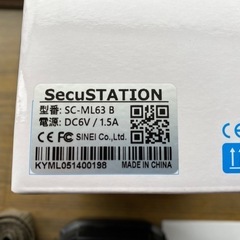 SecuSTATION
型番: SC-ML63 B
電源: DC6V / 1.5A
CE FC SINEI Co.,Ltd.
KYML051400198 MADE IN CHINA